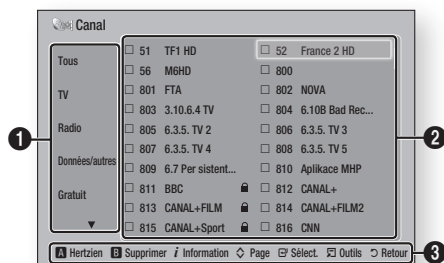 Canal
Tous
TV
Radio
Données/autres
Gratuit
▼
51 TF1 HD
52 France 2 HD
56 M6HD
800
801 FTA
802 NOVA
803 3.10.6.4 TV
804 6.10B Bad Rec...
805 6.3.5. TV 2
806 6.3.5. TV 3
807 6.3.5. TV 4
808 6.3.5. TV 5
809 6.7 Per sistent...
810 Aplikace MHP
811 BBC
812 CANAL+
813 CANAL+FILM
814 CANAL+FILM2
815 CANAL+Sport
816 CNN
A Hertzien B Supprimer i Information Page Sélect. Outils Retour
1
2
3